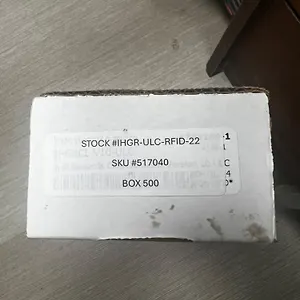 STOCK #IHGR-ULC-RFID-22
SKU #517040
BOX 500